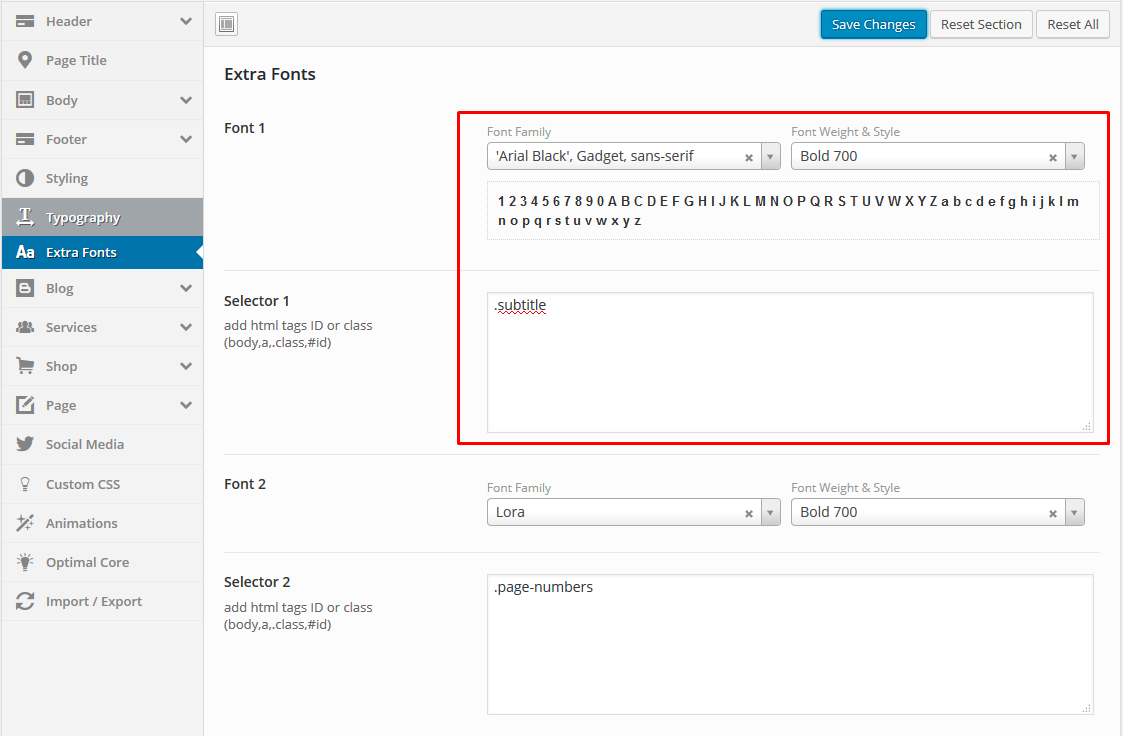 Header
Page Title
Body
Footer
Styling
Typography
Aa Extra Fonts
Blog
Services
Shop
Page
Social Media
Custom CSS
Animations
Optimal Core
Import / Export
Save Changes Reset Section Reset All
Extra Fonts
Font 1
Font Family Font Weight & Style
'Arial Black', Gadget, sans-serif Bold 700
1 2 3 4 5 6 7 8 9 0 A B C D E F G H I J K L M N O P Q R S T U V W X Y Z a b c d e f g h i j k l m
n o p q r s t u v w x y z
Selector 1
add html tags ID or class
(body,a,.class,#id)
.subtitle
Font 2
Font Family Font Weight & Style
Lora Bold 700
Selector 2
add html tags ID or class
(body,a,.class,#id)
.page-numbers